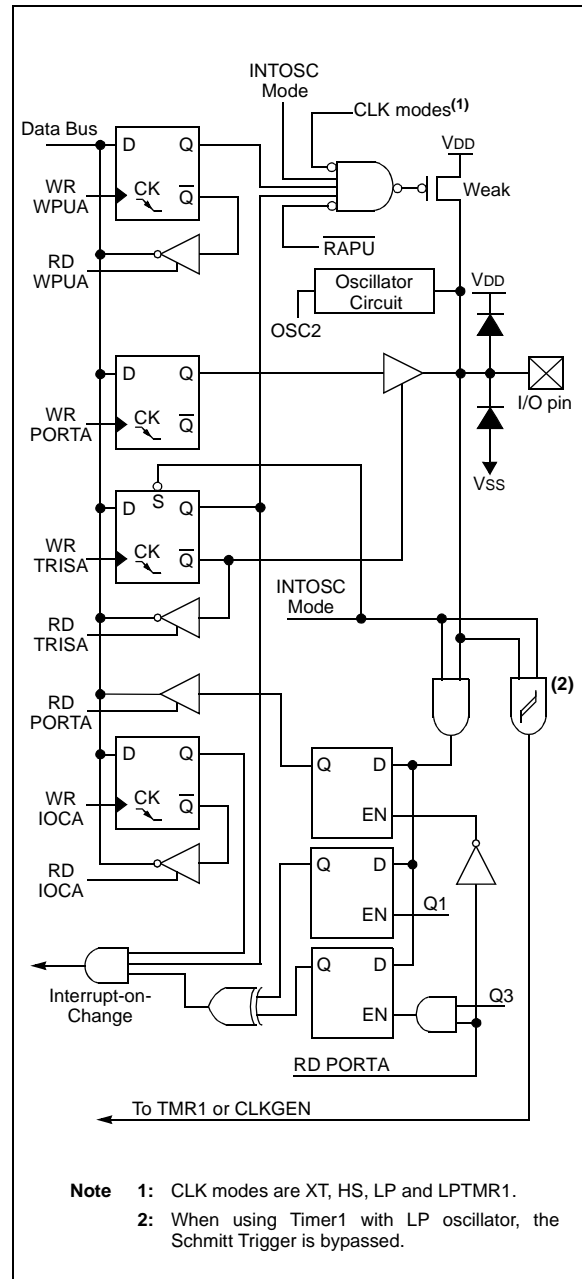 INTOSC
Mode
CLK modes(1)
Data Bus
VDD
D Q
WR
WPUA
CK Q
Weak
RD
WPUA
RAPU
Oscillator
Circuit
VDD
OSC2
D Q
I/O pin
WR
PORTA
CK Q
VSS
S
D Q
WR
TRISA
CK Q
INTOSC
Mode
RD
TRISA
(2)
RD
PORTA
D Q
Q D
WR
IOCA
CK Q
EN
RD
IOCA
Q D
Q1
EN
Q D
Q3
Interrupt-on-
Change
EN
RD PORTA
To TMR1 or CLKGEN
Note 1: CLK modes are XT, HS, LP and LPTMR1.
2: When using Timer1 with LP oscillator, the
Schmitt Trigger is bypassed.